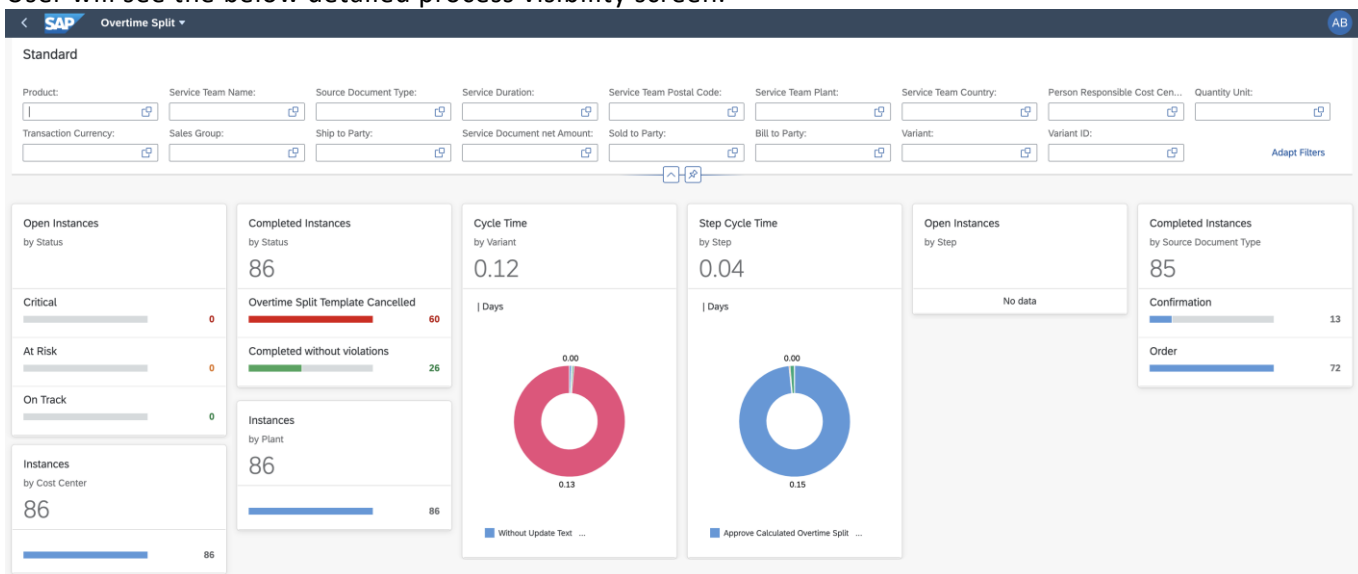 User will see the below detailed process visibility screen.
SAP Overtime Split AB
Standard
Product: Service Team Name: Source Document Type: Service Duration: Service Team Postal Code: Service Team Plant: Service Team Country: Person Responsible Cost Cen... Quantity Unit:
Transaction Currency: Sales Group: Ship to Party: Service Document net Amount: Sold to Party: Bill to Party: Variant: Variant ID:
Adapt Filters
Open Instances
by Status
Critical
0
At Risk
0
On Track
0
Instances
by Cost Center
86
86
Completed Instances
by Status
86
Overtime Split Template Cancelled
60
Completed without violations
26
Instances
by Plant
86
86
Cycle Time
by Variant
0.12
| Days
0.00
0.13
Without Update Text ...
Step Cycle Time
by Step
0.04
| Days
0.00
0.15
Approve Calculated Overtime Split ...
Open Instances
by Step
No data
Completed Instances
by Source Document Type
85
Confirmation
13
Order
72